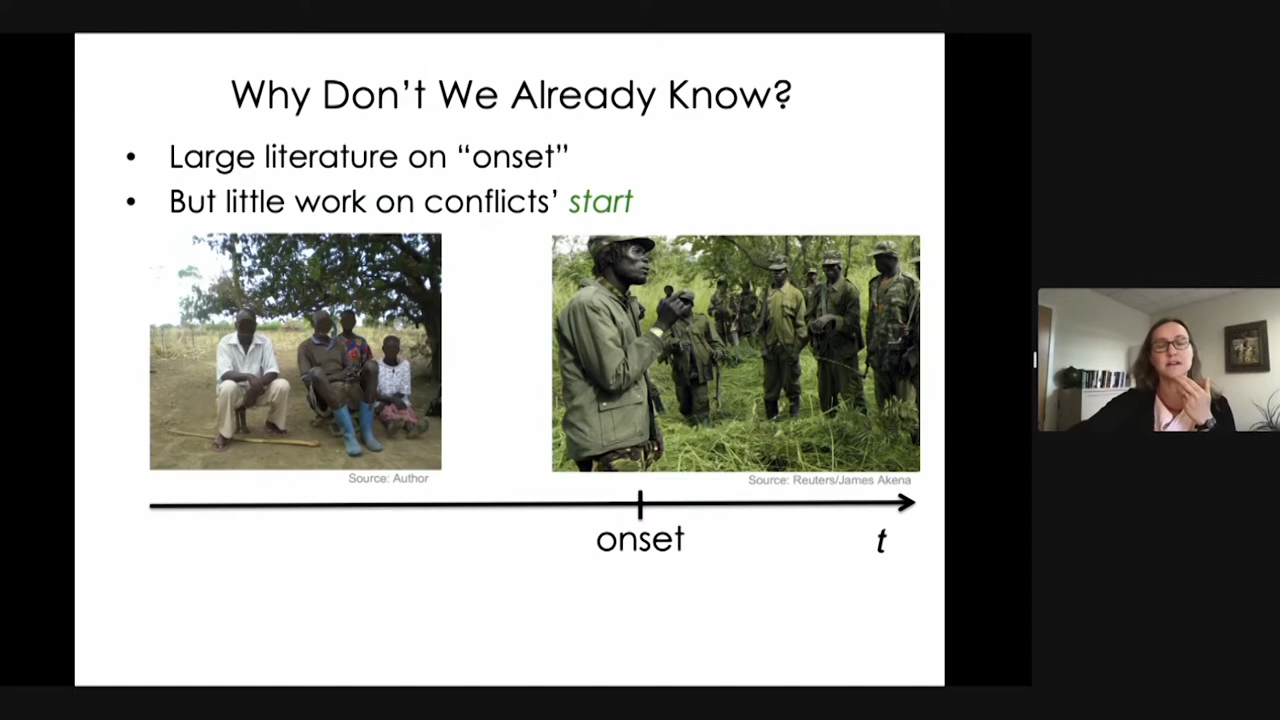 Why Don’t We Already Know?
• Large literature on “onset”
• But little work on conflicts’ start
Source: Author
Source: Reuters/James Akena
onset
t